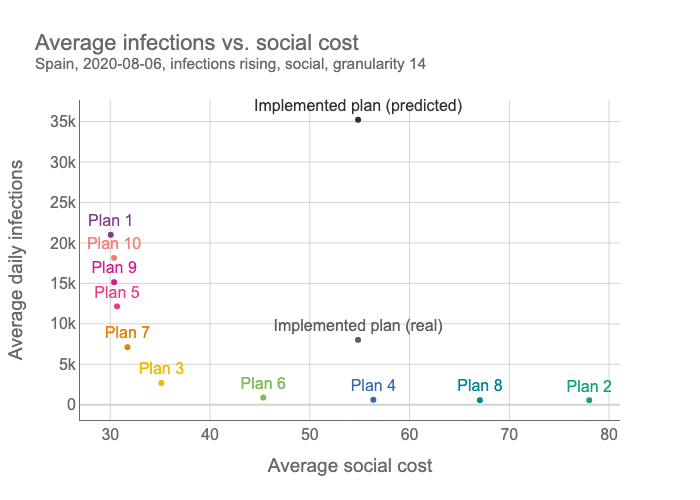 Average infections vs. social cost
Spain, 2020-08-06, infections rising, social, granularity 14
Implemented plan (predicted)
35k
30k
25k
Plan 1
20k
Plan 10
Plan 9
15k
Plan 5
10k
Implemented plan (real)
Plan 7
5k
Plan 3
Plan 6
Plan 4
Plan 8
Plan 2
0
Average daily infections
30 40 50 60 70 80
Average social cost